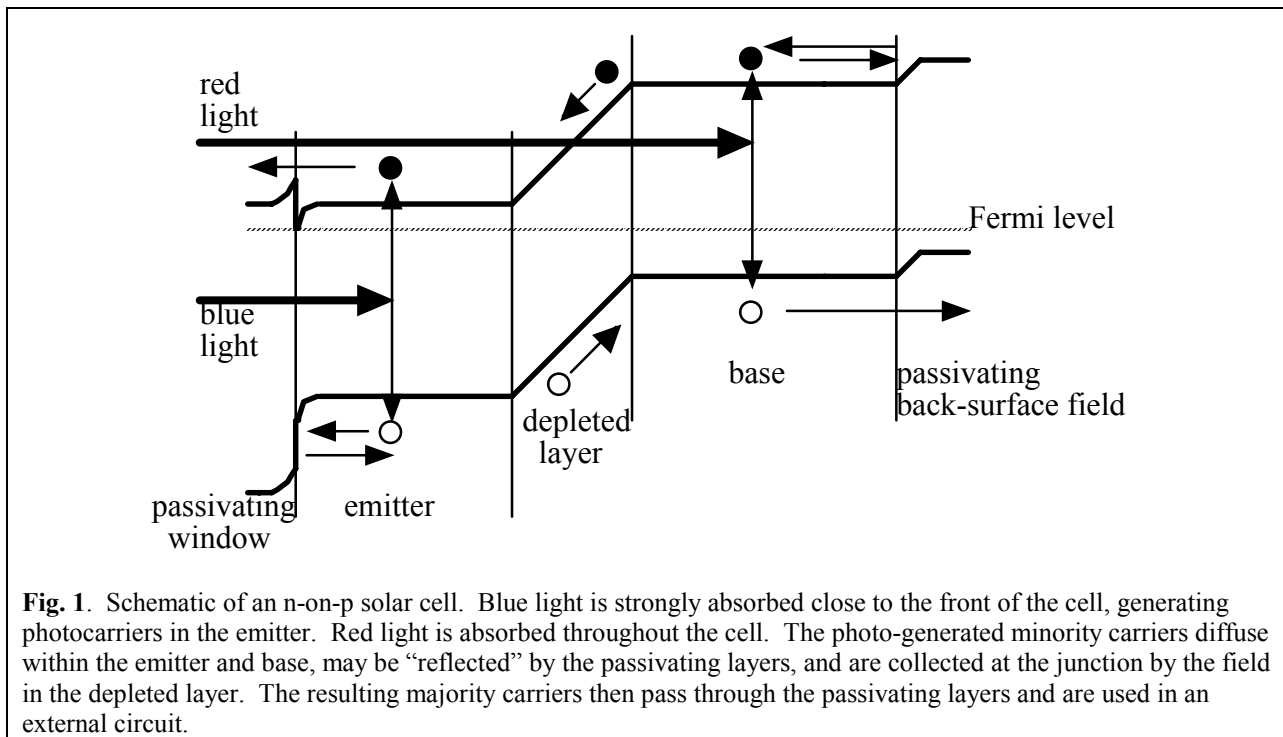 red
light
Fermi level
blue
light
base
passivating
back-surface field
depleted
layer
passivating
window
emitter
Fig. 1. Schematic of an n-on-p solar cell. Blue light is strongly absorbed close to the front of the cell, generating
photocarriers in the emitter. Red light is absorbed throughout the cell. The photo-generated minority carriers diffuse
within the emitter and base, may be “reflected” by the passivating layers, and are collected at the junction by the field
in the depleted layer. The resulting majority carriers then pass through the passivating layers and are used in an
external circuit.